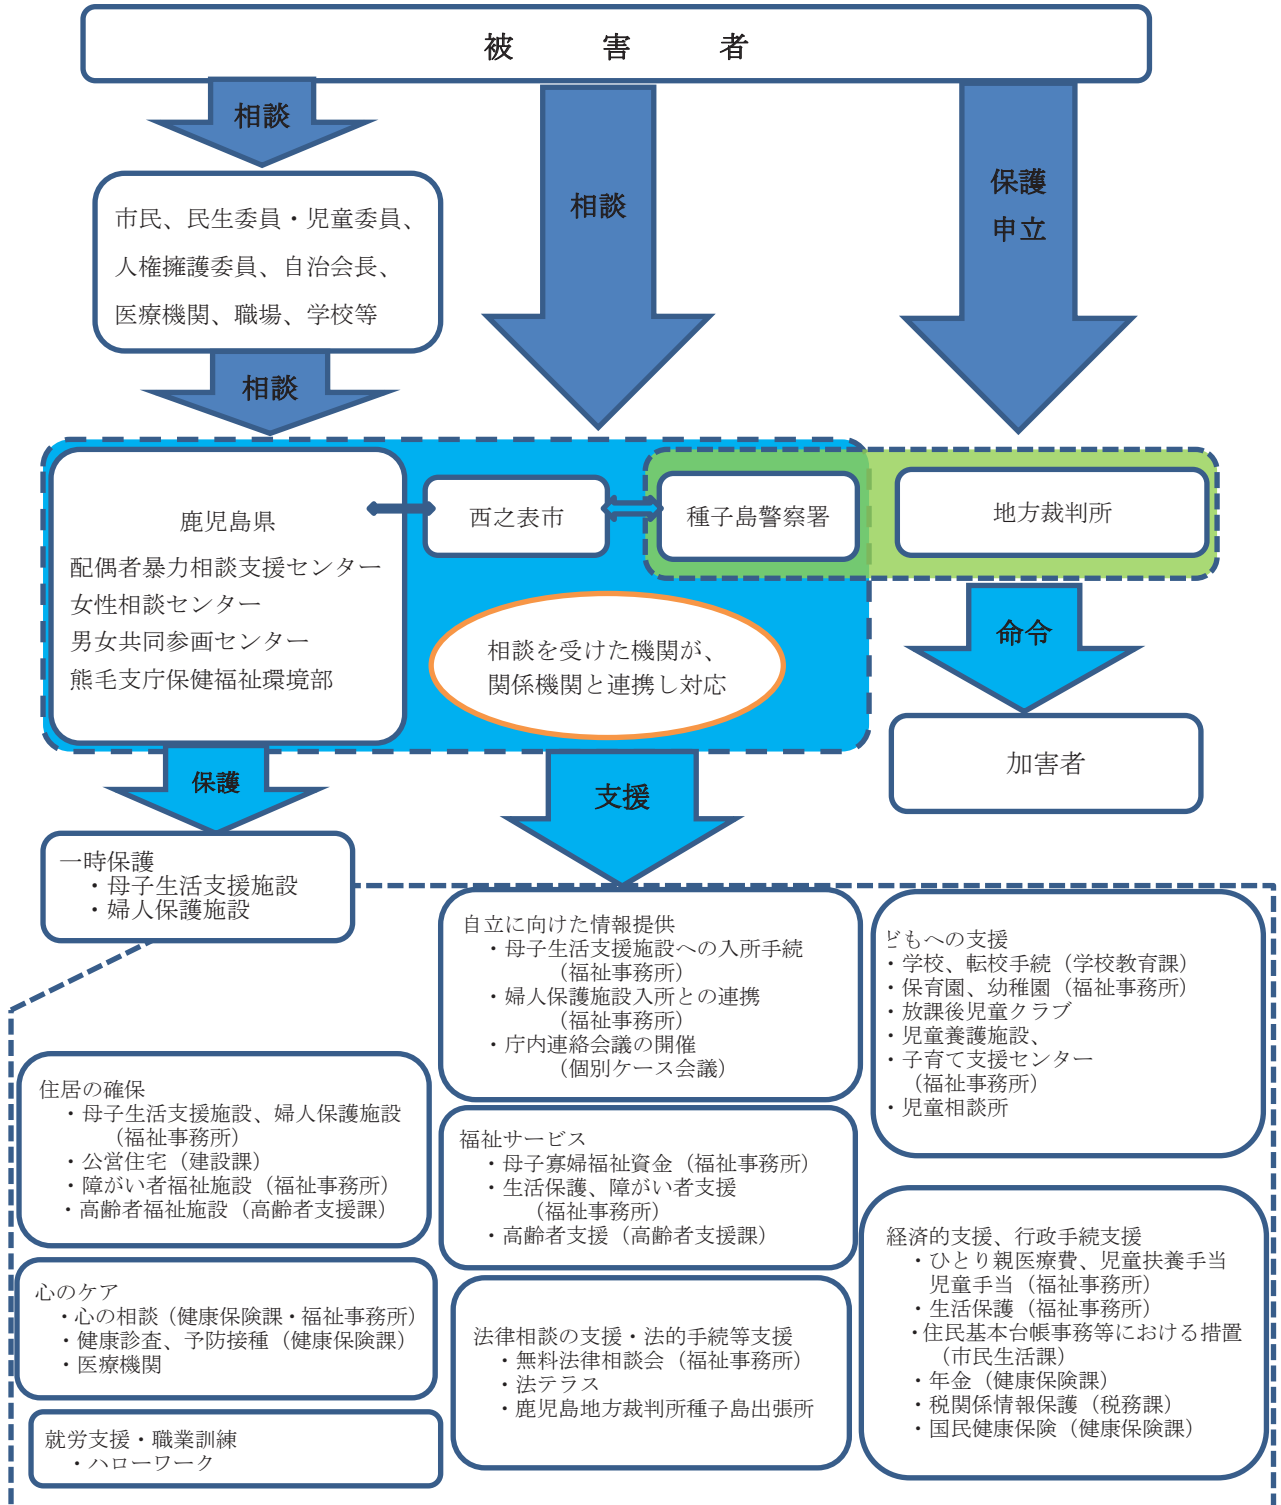 被害者
相談
相談
保護
申立
市民、民生委員・児童委員、
人権擁護委員、自治会長、
医療機関、職場、学校等
相談
鹿児島県
配偶者暴力相談支援センター
女性相談センター
男女共同参画センター
熊毛支庁保健福祉環境部
西之表市
種子島警察署
地方裁判所
相談を受けた機関が、
関係機関と連携し対応
命令
加害者
保護
支援
一時保護
・母子生活支援施設
・婦人保護施設
自立に向けた情報提供
・母子生活支援施設への入所手続
（福祉事務所）
・婦人保護施設入所との連携
（福祉事務所）
・庁内連絡会議の開催
（個別ケース会議）
どもへの支援
・学校、転校手続（学校教育課）
・保育園、幼稚園（福祉事務所）
・放課後児童クラブ
・児童養護施設、
・子育て支援センター
（福祉事務所）
・児童相談所
住居の確保
・母子生活支援施設、婦人保護施設
（福祉事務所）
・公営住宅（建設課）
・障がい者福祉施設（福祉事務所）
・高齢者福祉施設（高齢者支援課）
福祉サービス
・母子寡婦福祉資金（福祉事務所）
・生活保護、障がい者支援
（福祉事務所）
・高齢者支援（高齢者支援課）
経済的支援、行政手続支援
・ひとり親医療費、児童扶養手当
児童手当（福祉事務所）
・生活保護（福祉事務所）
・住民基本台帳事務等における措置
（市民生活課）
・年金（健康保険課）
・税関係情報保護（税務課）
・国民健康保険（健康保険課）
心のケア
・心の相談（健康保険課・福祉事務所）
・健康診査、予防接種（健康保険課）
・医療機関
法律相談の支援・法的手続等支援
・無料法律相談会（福祉事務所）
・法テラス
・鹿児島地方裁判所種子島出張所
就労支援・職業訓練
・ハローワーク